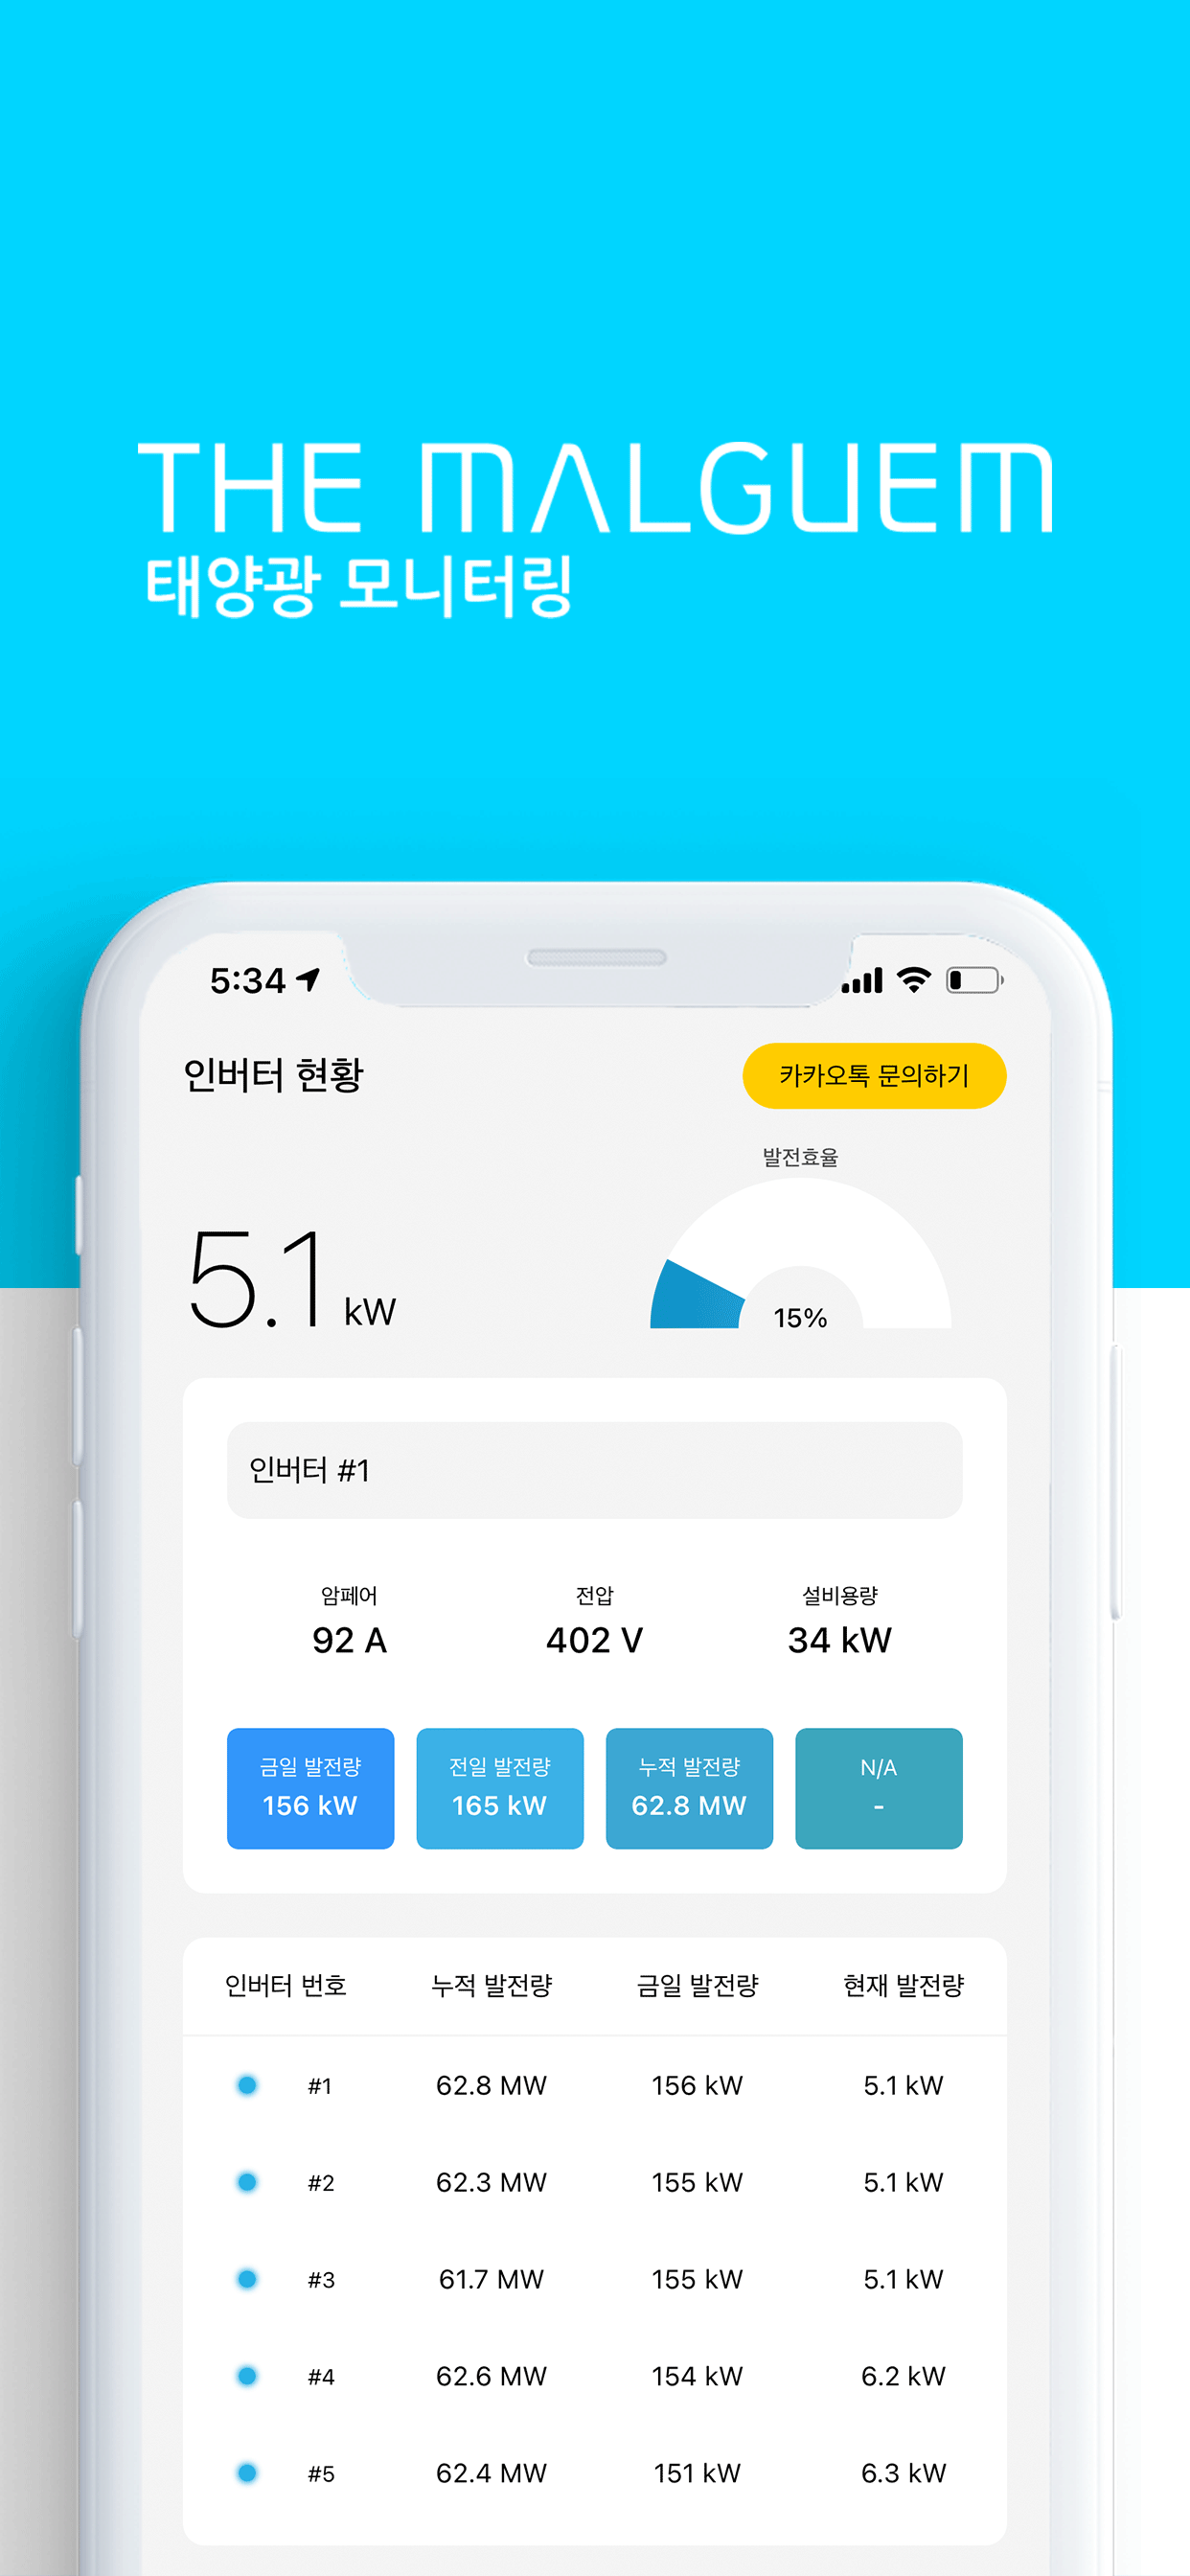 THE MALGUEM
태양광 모니터링
5:34
인버터 현황
카카오톡 문의하기
발전효율
5.1 kW
15%
인버터 #1
암페어 전압 설비용량
92 A 402 V 34 kW
금일 발전량 전일 발전량 누적 발전량 N/A
156 kW 165 kW 62.8 MW -
인버터 번호 누적 발전량 금일 발전량 현재 발전량
#1 62.8 MW 156 kW 5.1 kW
#2 62.3 MW 155 kW 5.1 kW
#3 61.7 MW 155 kW 5.1 kW
#4 62.6 MW 154 kW 6.2 kW
#5 62.4 MW 151 kW 6.3 kW